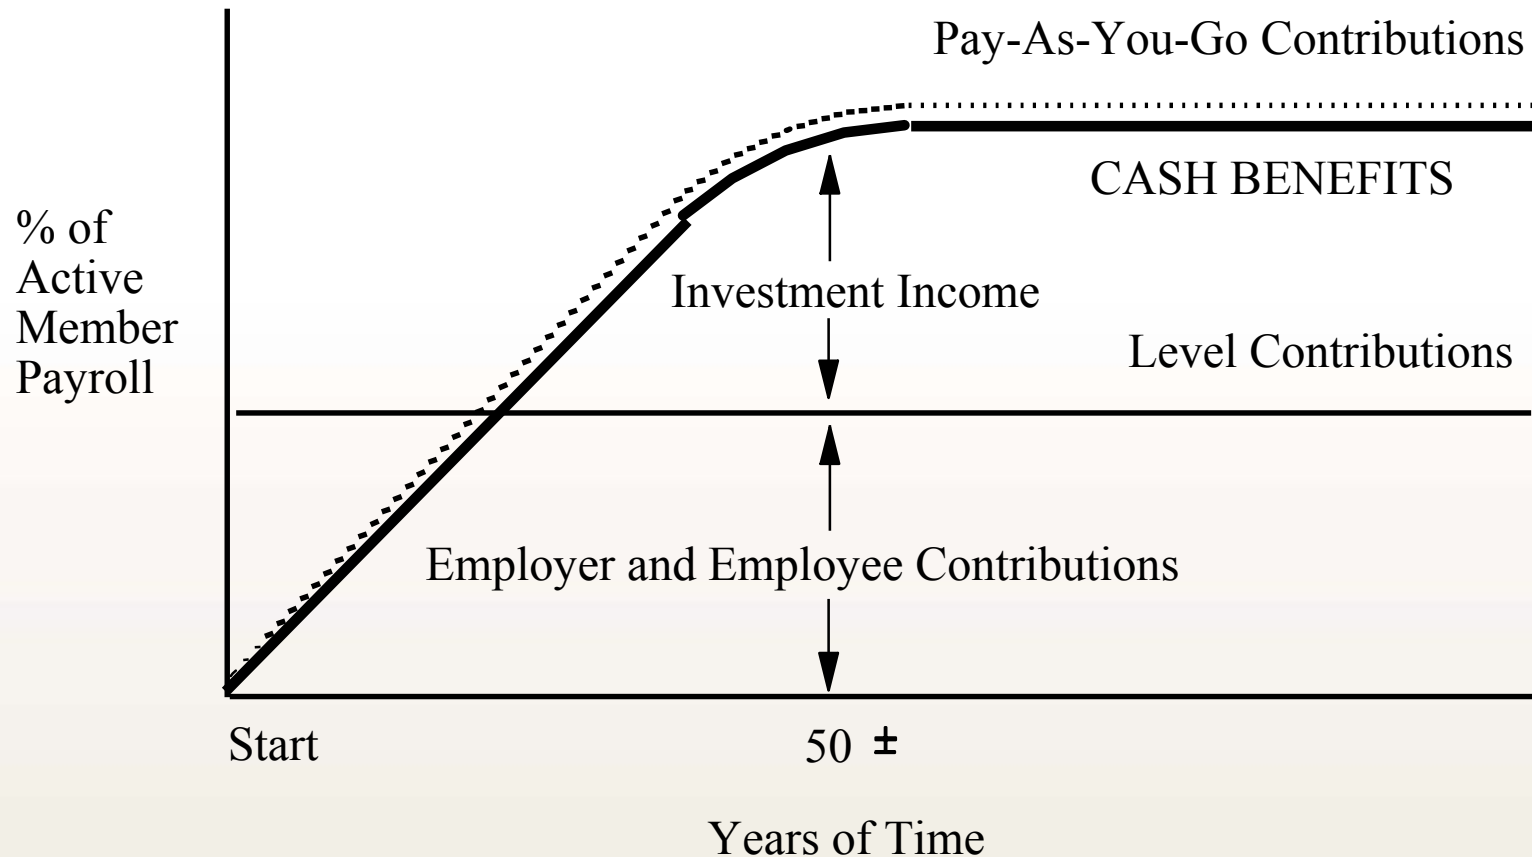 Pay-As-You-Go Contributions
CASH BENEFITS
% of
Active
Member
Payroll
Investment Income
Level Contributions
Employer and Employee Contributions
Start
50 ±
Years of Time